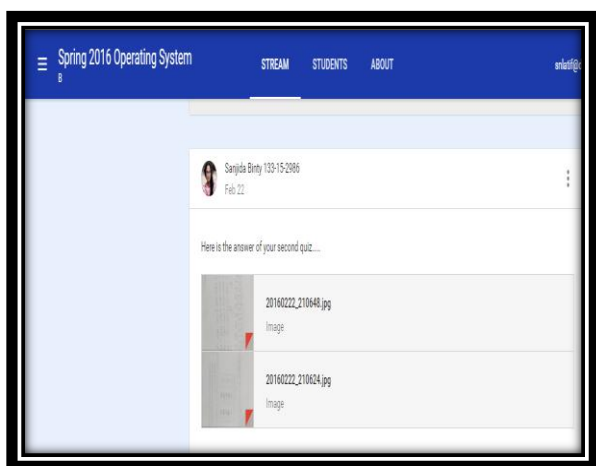 Spring 2016 Operating System
B
STREAM STUDENTS ABOUT
Sanjida Binty 133-15-2986
Feb 22
Here is the answer of your second quiz.....
20160222_210648.jpg
Image
20160222_210624.jpg
Image